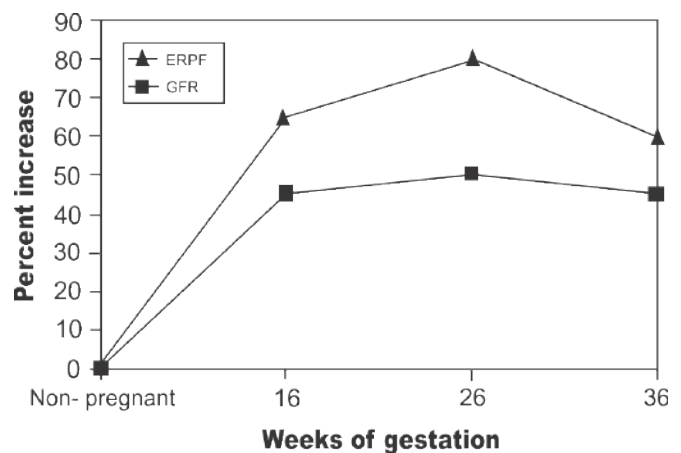 90
80
70
60
50
40
30
20
10
0
Percent increase
ERPF
GFR
Non- pregnant 16 26 36
Weeks of gestation